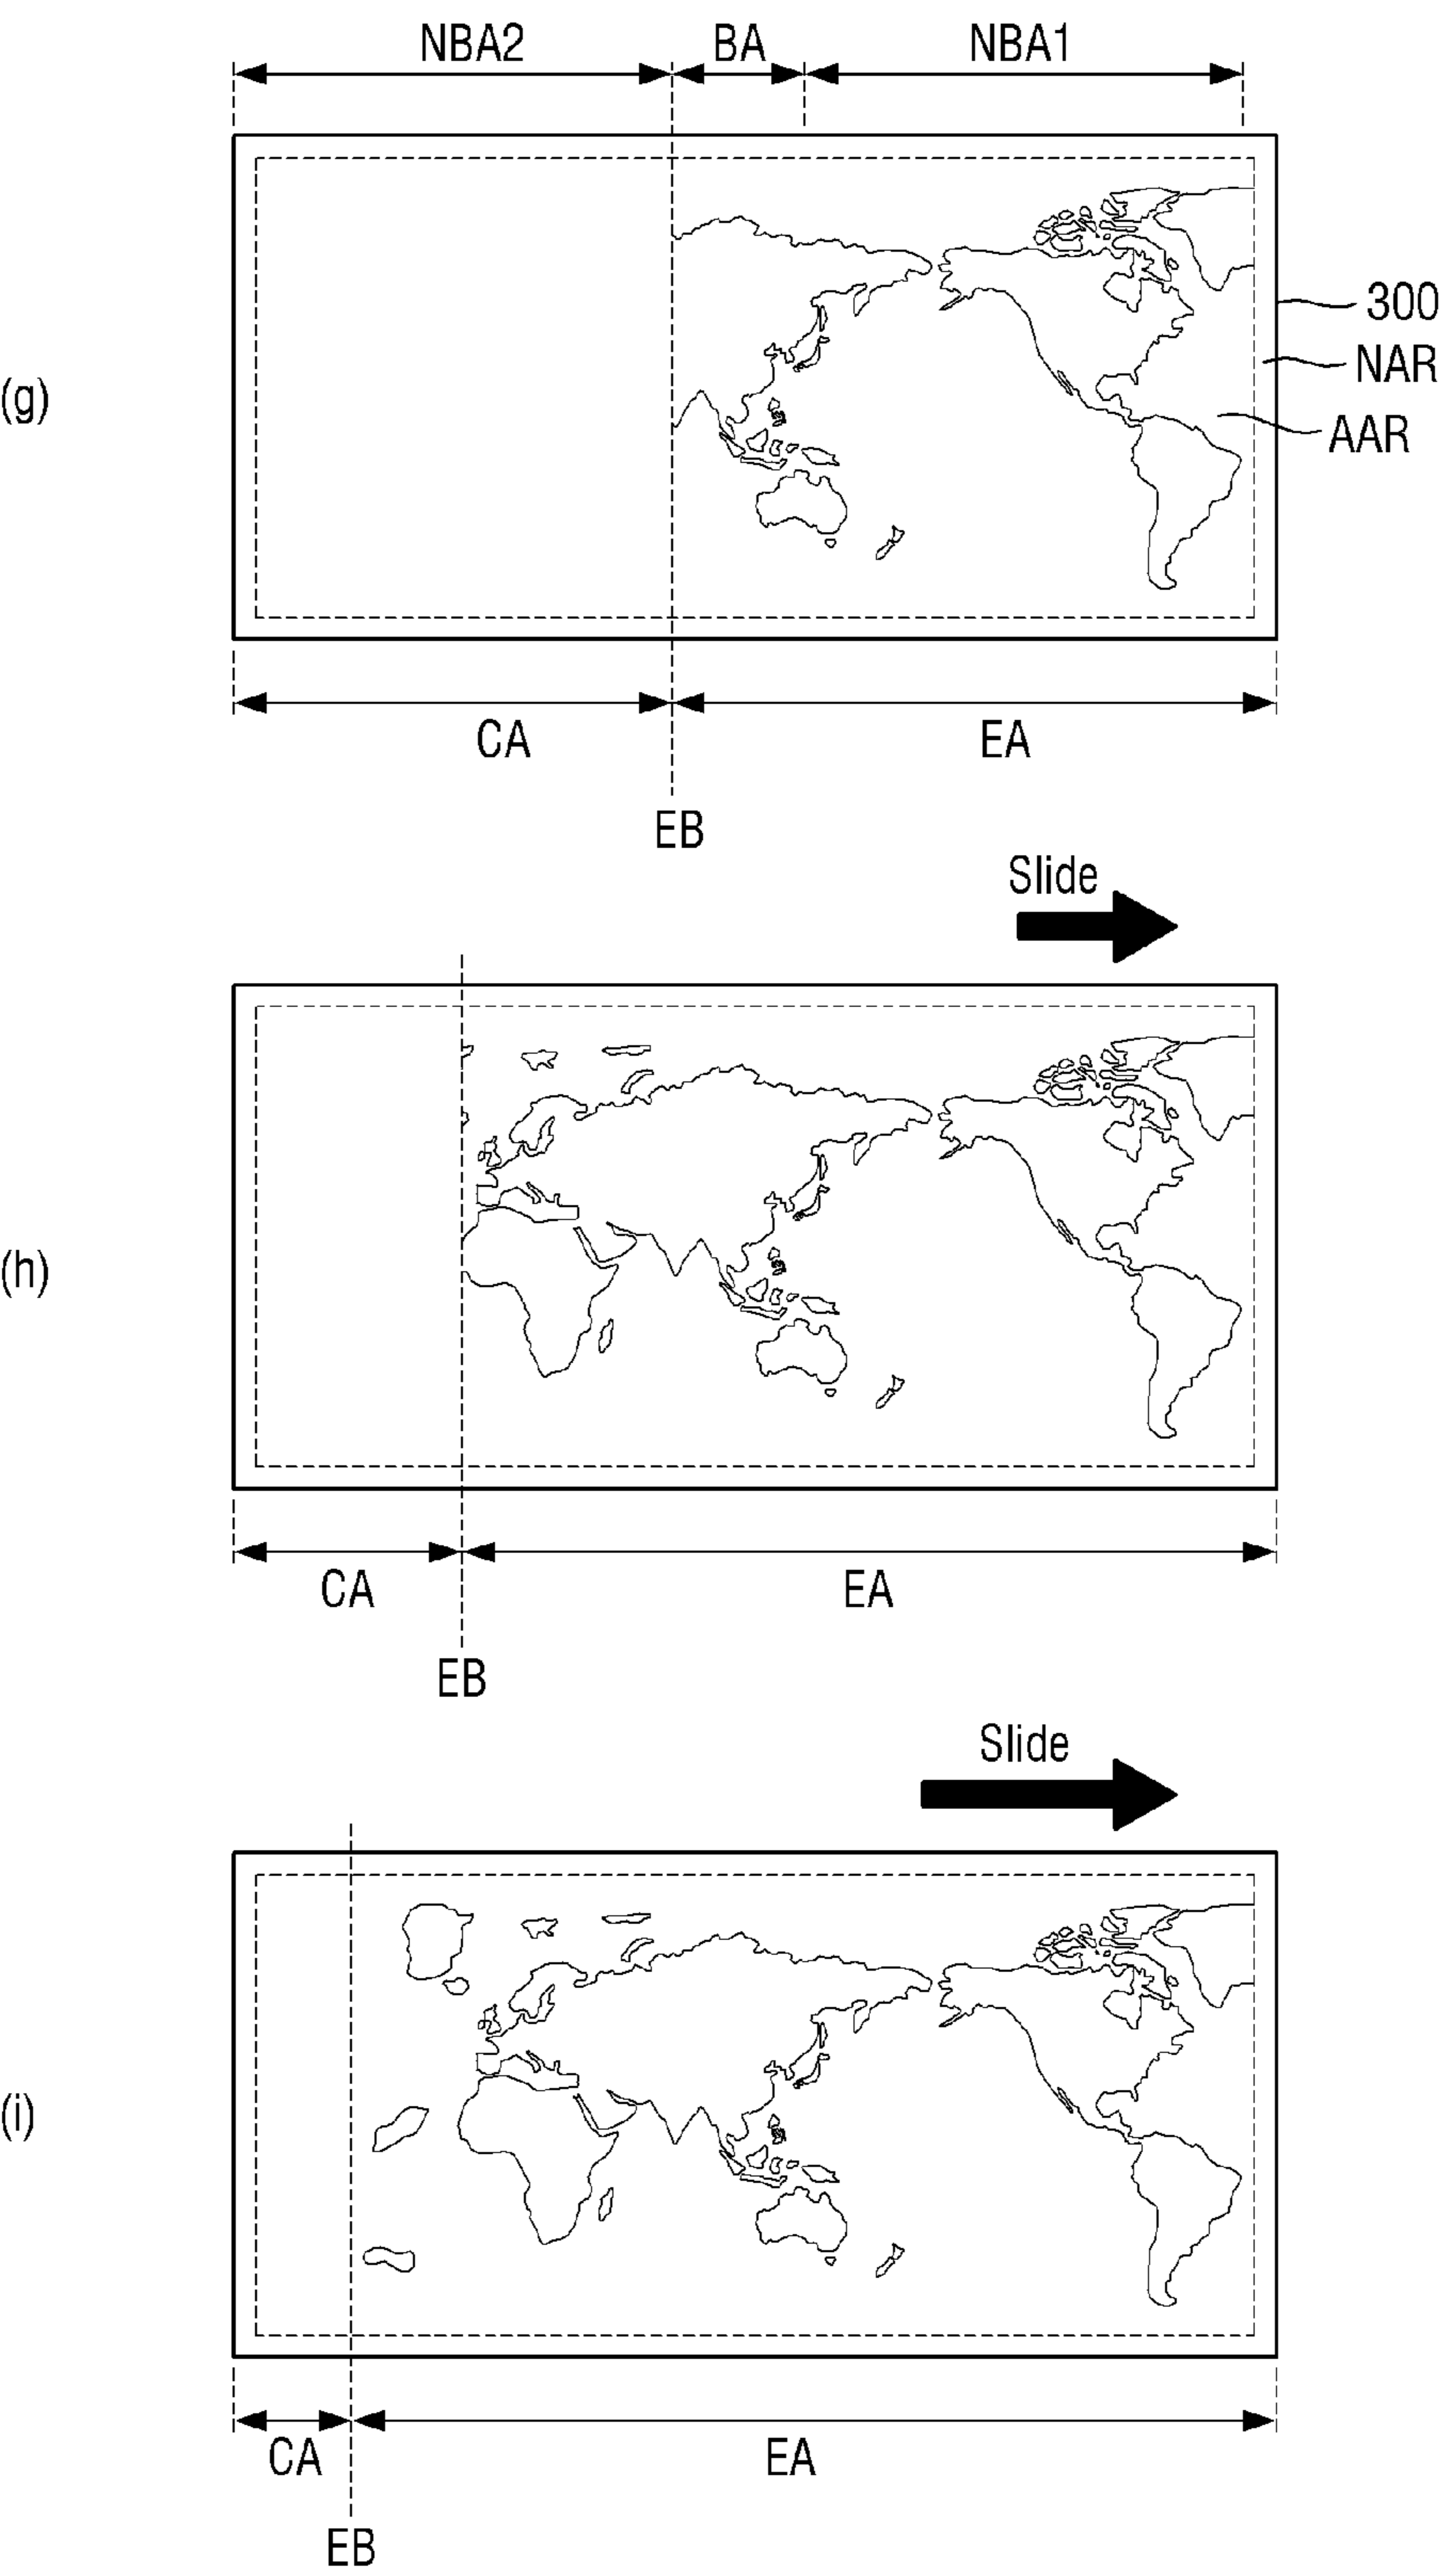 NBA2 BA NBA1
300
NAR
(g)
AAR
CA EA
EB
Slide
(h)
CA EA
EB
Slide
(i)
CA EA
EB